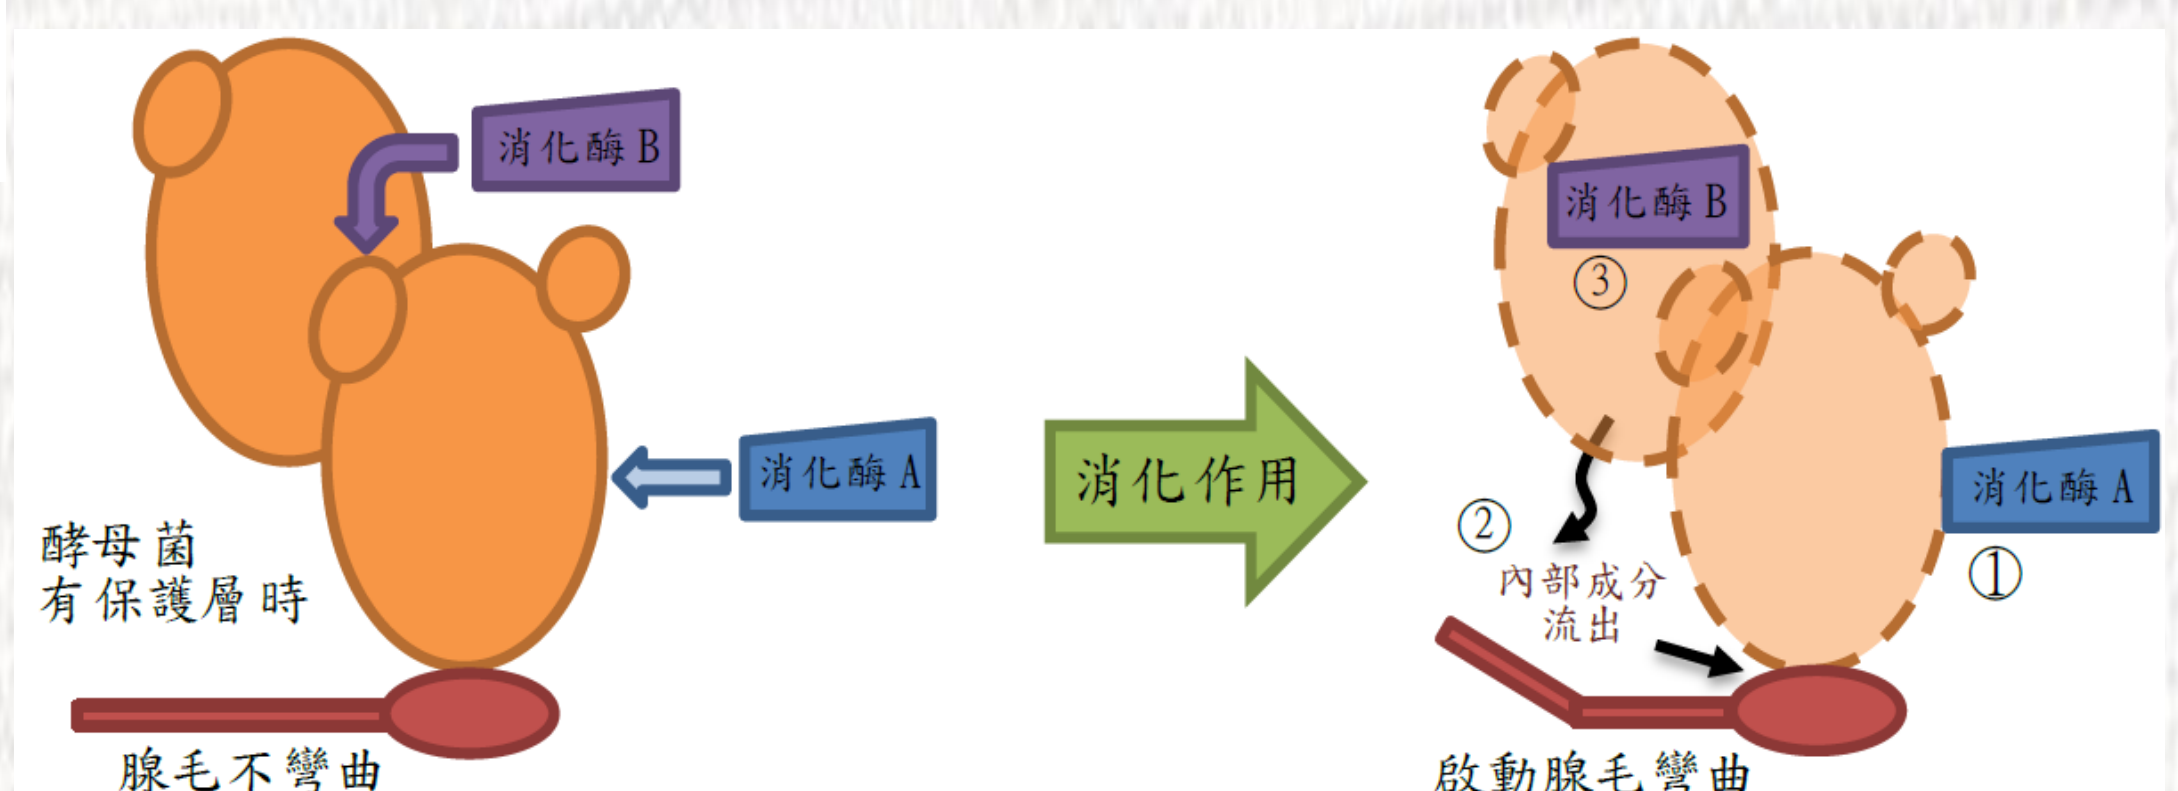 消化酶 B
消化酶 A
酵母菌
有保護層時
腺毛不彎曲
消化作用
消化酶 B
③
②
內部成分
流出
消化酶 A
①
啟動腺毛彎曲